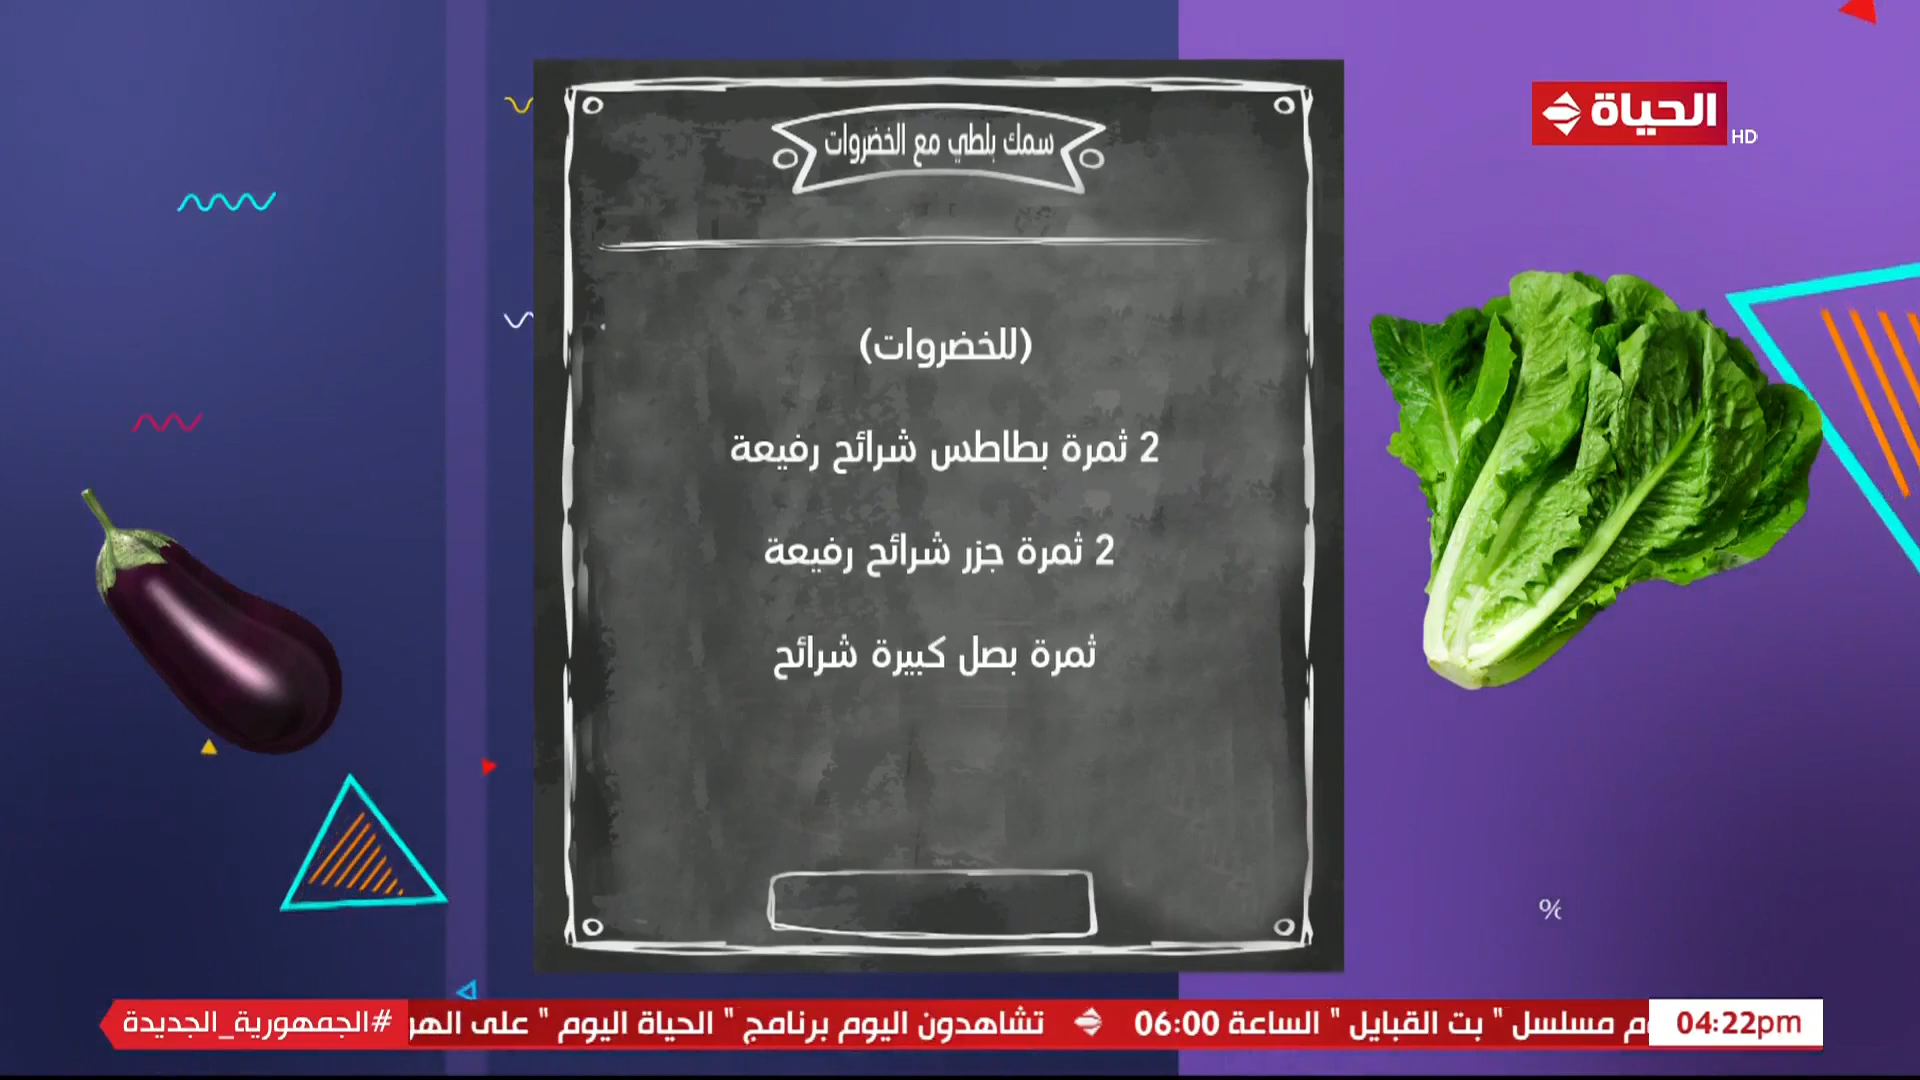 الحياة
HD
سمك بلطي مع الخضروات
(للخضروات)
2 ثمرة بطاطس شرائح رفيعة
2 ثمرة جزر شرائح رفيعة
ثمرة بصل كبيرة شرائح
%
04:22pm
مسلسل " بت القبايل " الساعة 06:00
تشاهدون اليوم برنامج " الحياة اليوم " على
#الجمهورية_الجديدة